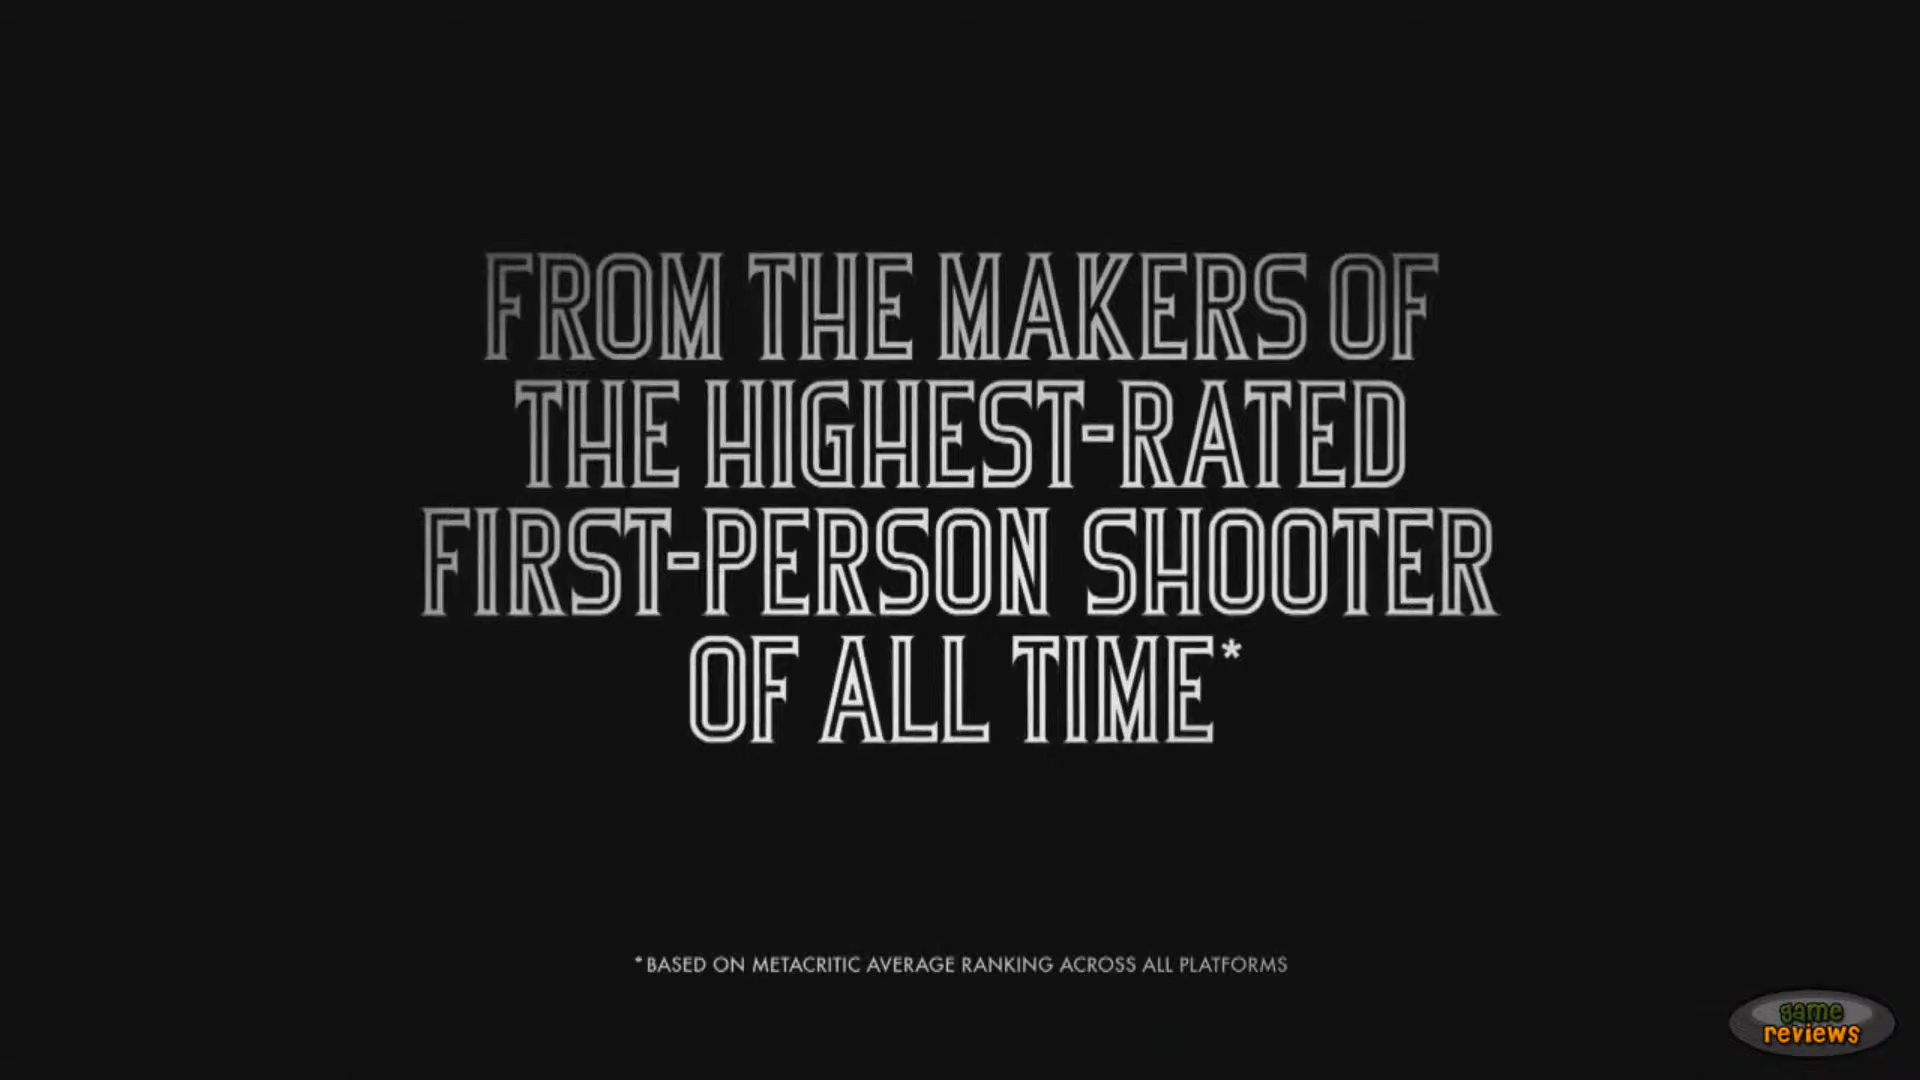 FROM THE MAKERS OF
THE HIGHEST-RATED
FIRST-PERSON SHOOTER
OF ALL TIME*
*BASED ON METACRITIC AVERAGE RANKING ACROSS ALL PLATFORMS
game
reviews